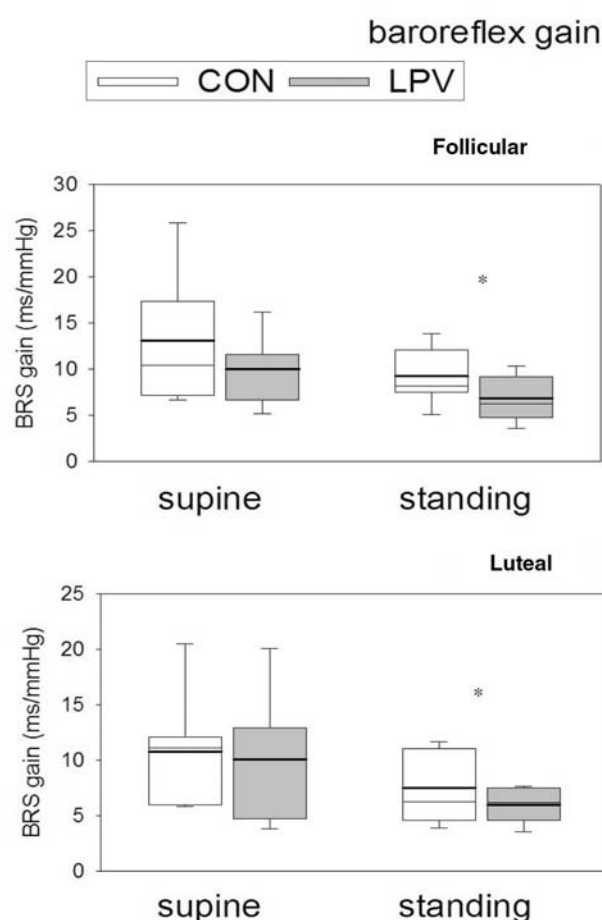 baroreflex gain
CON LPV
Follicular
BRS gain (ms/mmHg)
30
25
20
15
10
5
0
*
supine standing
Luteal
BRS gain (ms/mmHg)
25
20
15
10
5
0
*
supine standing